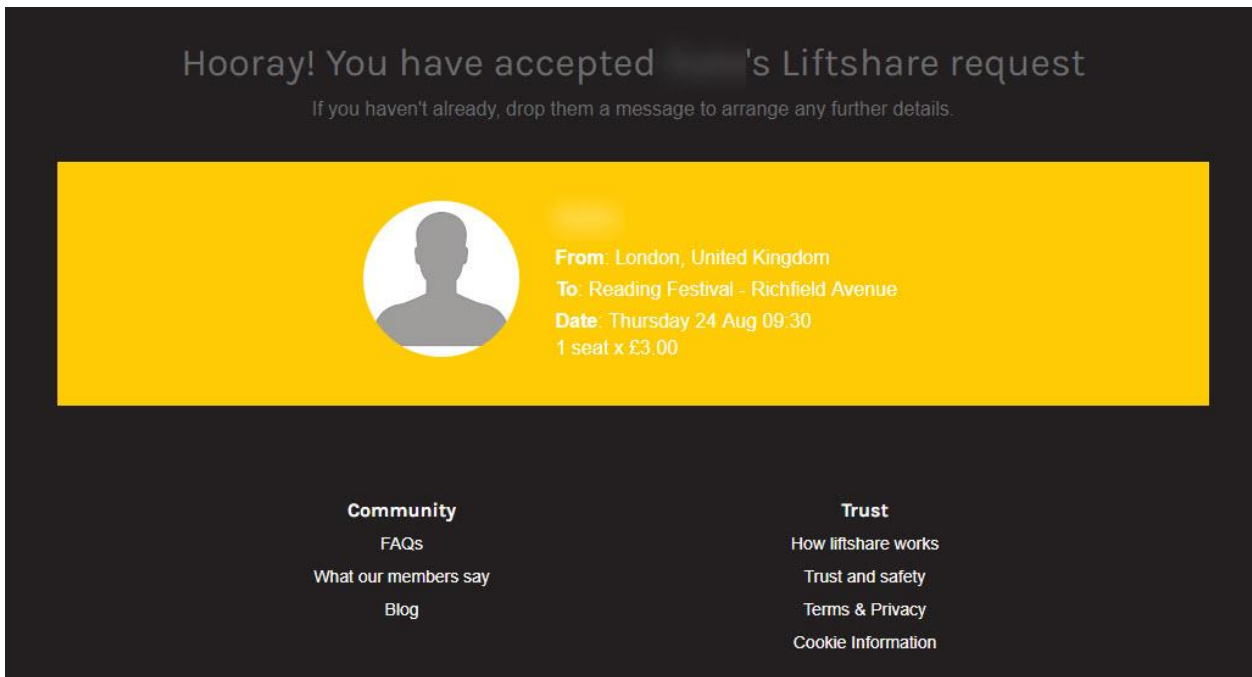 Hooray! You have accepted 's Liftshare request
If you haven't already, drop them a message to arrange any further details.
From: London, United Kingdom
To: Reading Festival - Richfield Avenue
Date: Thursday 24 Aug 09:30
1 seat x £3.00
Community
FAQs
What our members say
Blog
Trust
How liftshare works
Trust and safety
Terms & Privacy
Cookie Information